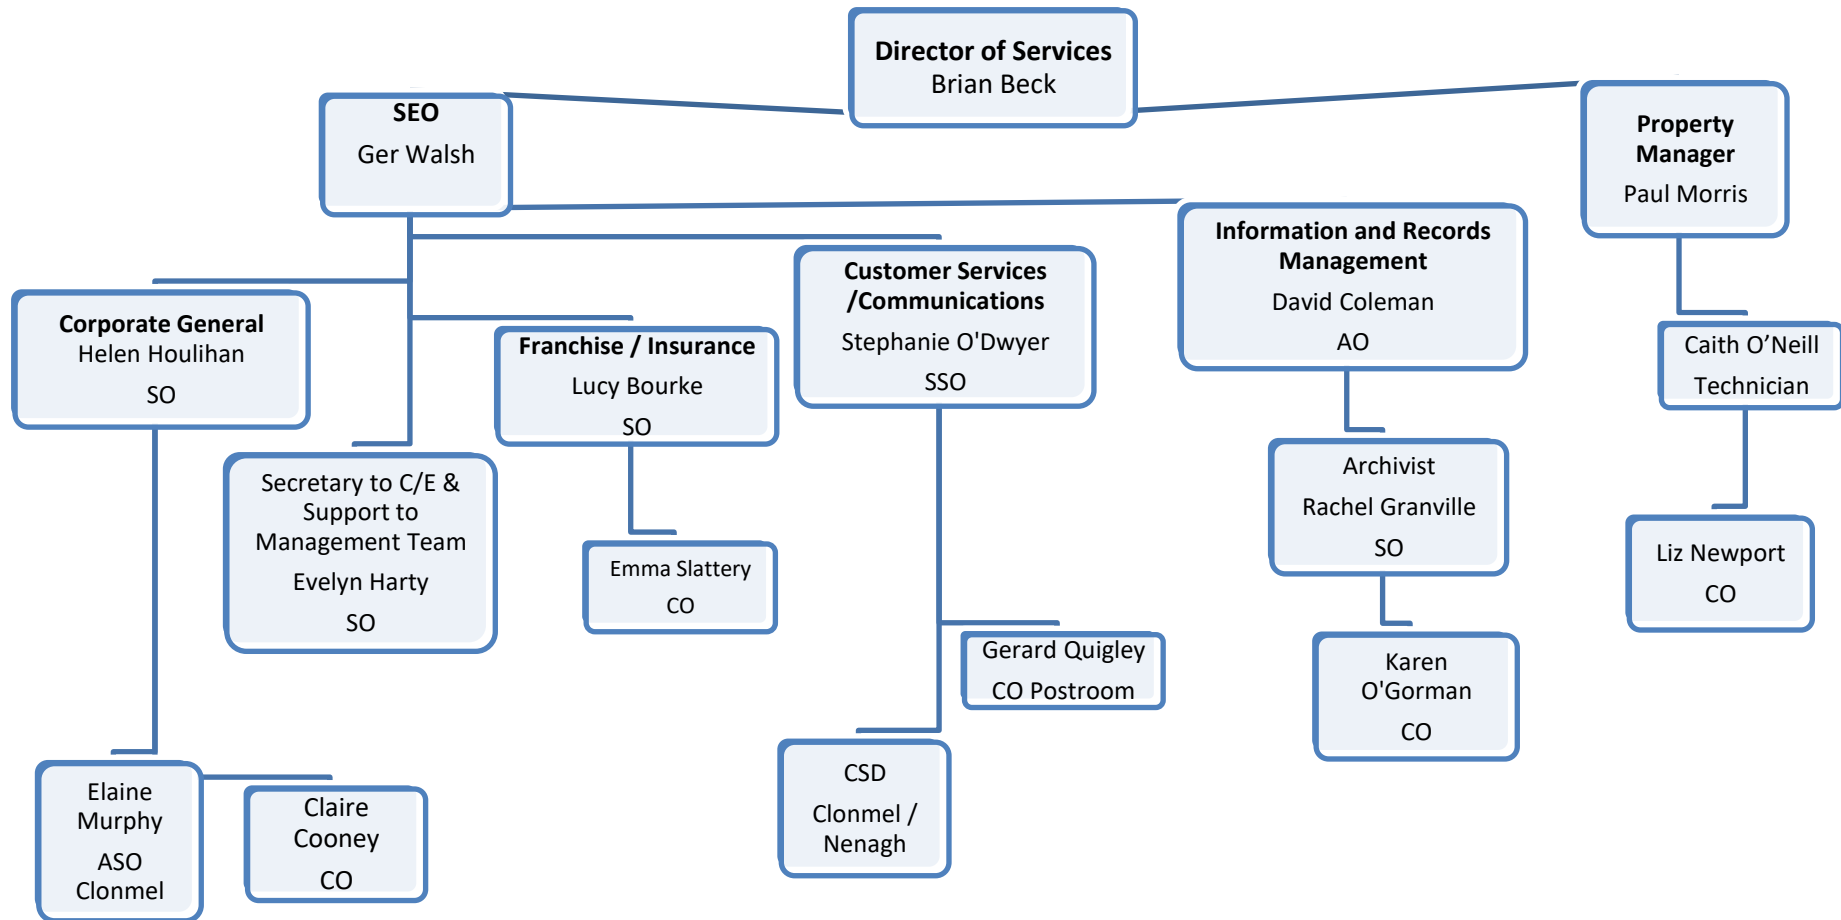 Director of Services
Brian Beck
SEO
Ger Walsh
Property
Manager
Paul Morris
Information and Records
Management
David Coleman
AO
Customer Services
/Communications
Stephanie O'Dwyer
SSO
Corporate General
Helen Houlihan
SO
Franchise / Insurance
Lucy Bourke
SO
Caith O’Neill
Technician
Secretary to C/E &
Support to
Management Team
Evelyn Harty
SO
Archivist
Rachel Granville
SO
Emma Slattery
CO
Liz Newport
CO
Gerard Quigley
CO Postroom
Karen
O'Gorman
CO
CSD
Clonmel /
Nenagh
Elaine
Murphy
ASO
Clonmel
Claire
Cooney
CO